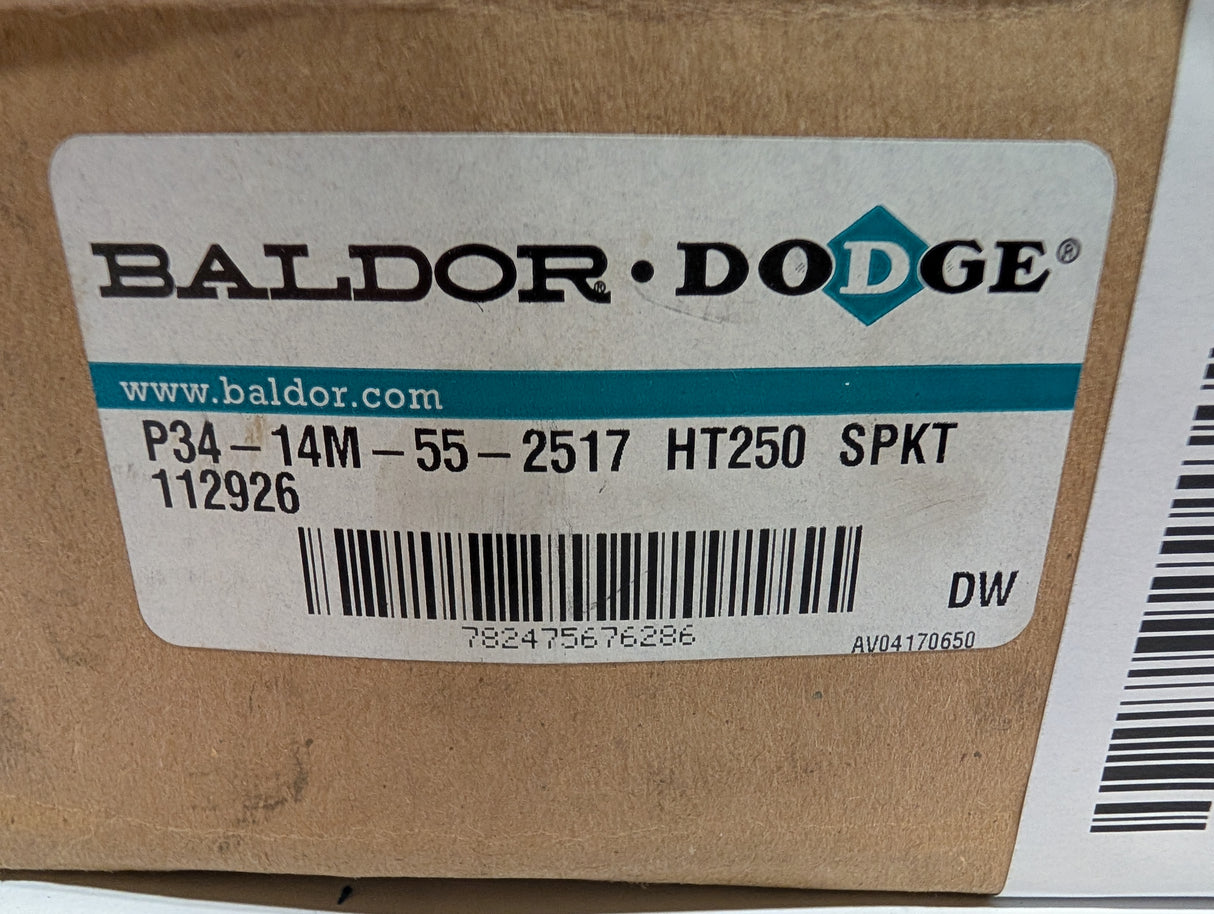 BALDOR® · DODGE®
www.baldor.com
P34-14M-55-2517 HT250 SPKT
112926
DW
782475676286
AV04170650